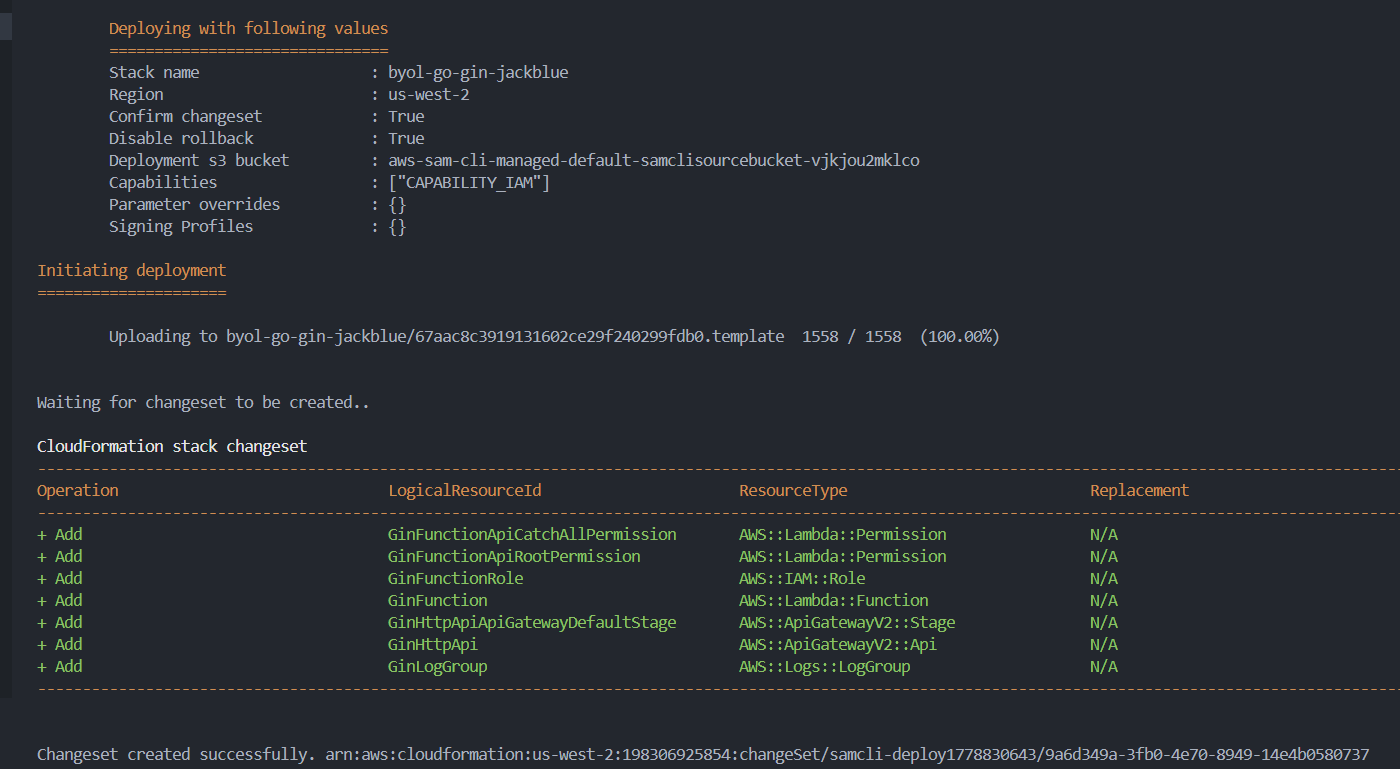 Deploying with following values
===============================
Stack name : byol-go-gin-jackblue
Region : us-west-2
Confirm changeset : True
Disable rollback : True
Deployment s3 bucket : aws-sam-cli-managed-default-samclisourcebucket-vjkjou2mklco
Capabilities : ["CAPABILITY_IAM"]
Parameter overrides : {}
Signing Profiles : {}
Initiating deployment
=====================
Uploading to byol-go-gin-jackblue/67aac8c3919131602ce29f240299fdb0.template 1558 / 1558 (100.00%)
Waiting for changeset to be created..
CloudFormation stack changeset
Operation LogicalResourceId ResourceType Replacement
+ Add GinFunctionApiCatchAllPermission AWS::Lambda::Permission N/A
+ Add GinFunctionApiRootPermission AWS::Lambda::Permission N/A
+ Add GinFunctionRole AWS::IAM::Role N/A
+ Add GinFunction AWS::Lambda::Function N/A
+ Add GinHttpApiApiGatewayDefaultStage AWS::ApiGatewayV2::Stage N/A
+ Add GinHttpApi AWS::ApiGatewayV2::Api N/A
+ Add GinLogGroup AWS::Logs::LogGroup N/A
Changeset created successfully. arn:aws:cloudformation:us-west-2:198306925854:changeSet/samcli-deploy1778830643/9a6d349a-3fb0-4e70-8949-14e4b0580737